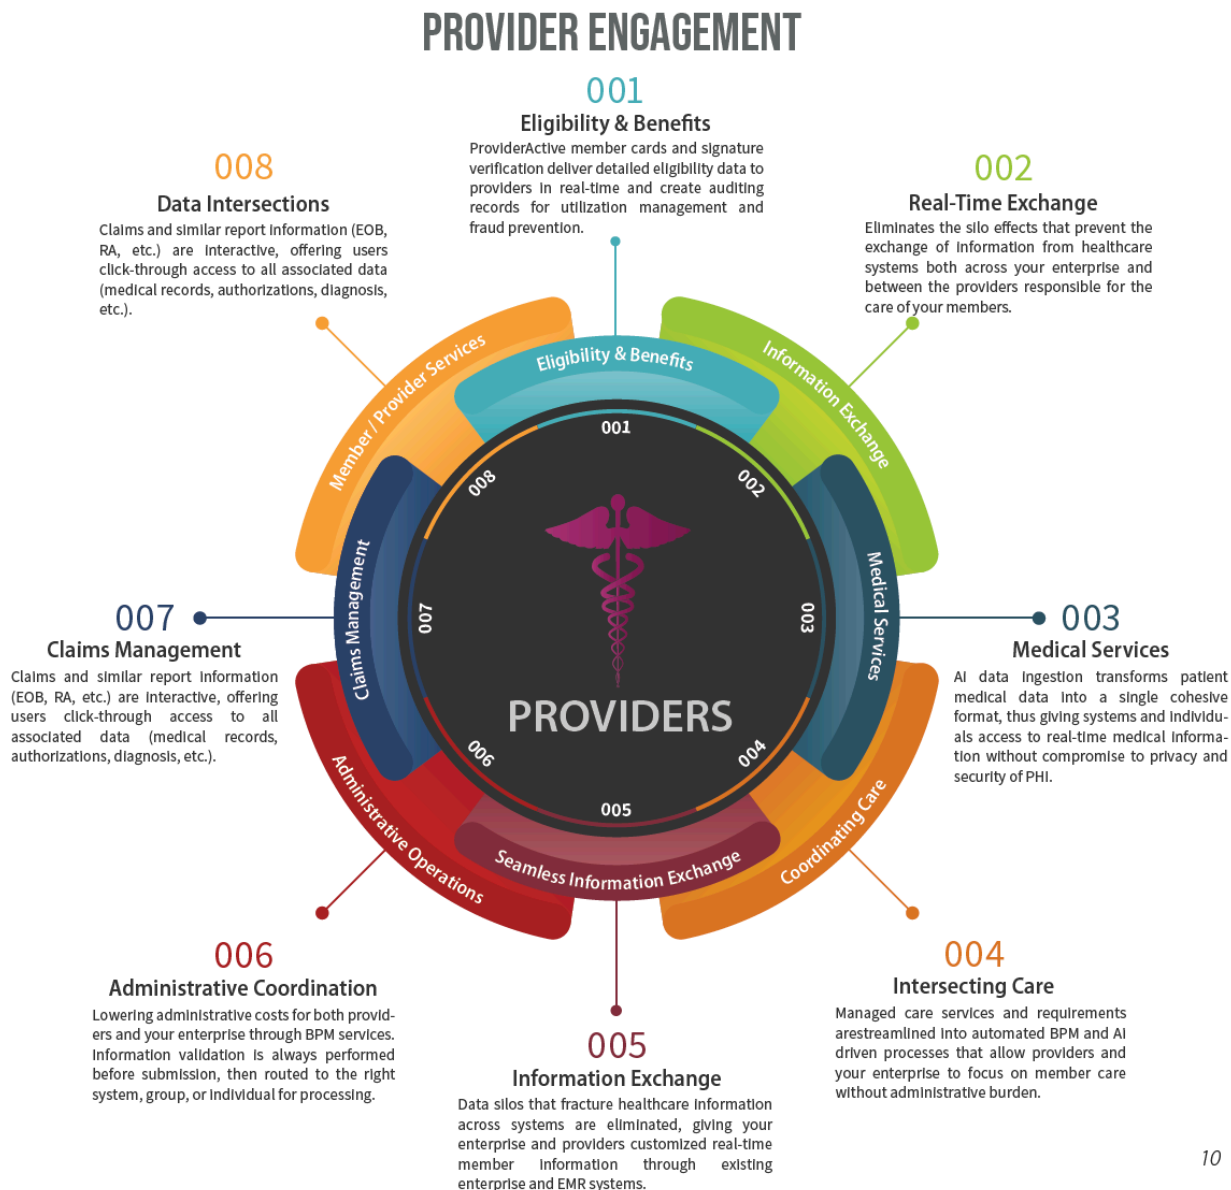 PROVIDER ENGAGEMENT
001
Eligibility & Benefits
ProviderActive member cards and signature
verification deliver detailed eligibility data to
providers in real-time and create auditing
records for utilization management and
fraud prevention.
008
Data Intersections
Claims and similar report information (EOB,
RA, etc.) are interactive, offering users
click-through access to all associated data
(medical records, authorizations, diagnosis,
etc.).
002
Real-Time Exchange
Eliminates the silo effects that prevent the
exchange of information from healthcare
systems both across your enterprise and
between the providers responsible for the
care of your members.
Member / Provider Services
Eligibility & Benefits
Information Exchange
Medical Services
Coordinating Care
Seamless Information Exchange
Administrative Operations
Claims Management
001
002
003
004
005
006
007
008
PROVIDERS
007
Claims Management
Claims and similar report information
(EOB, RA, etc.) are interactive, offering
users click-through access to all
associated data (medical records,
authorizations, diagnosis, etc.).
003
Medical Services
AI data ingestion transforms patient
medical data into a single cohesive
format, thus giving systems and individu-
als access to real-time medical informa-
tion without compromise to privacy and
security of PHI.
006
Administrative Coordination
Lowering administrative costs for both provid-
ers and your enterprise through BPM services.
Information validation is always performed
before submission, then routed to the right
system, group, or individual for processing.
005
Information Exchange
Data silos that fracture healthcare information
across systems are eliminated, giving your
enterprise and providers customized real-time
member information through existing
enterprise and EMR systems.
004
Intersecting Care
Managed care services and requirements
arestreamlined into automated BPM and AI
driven processes that allow providers and
your enterprise to focus on member care
without administrative burden.
10